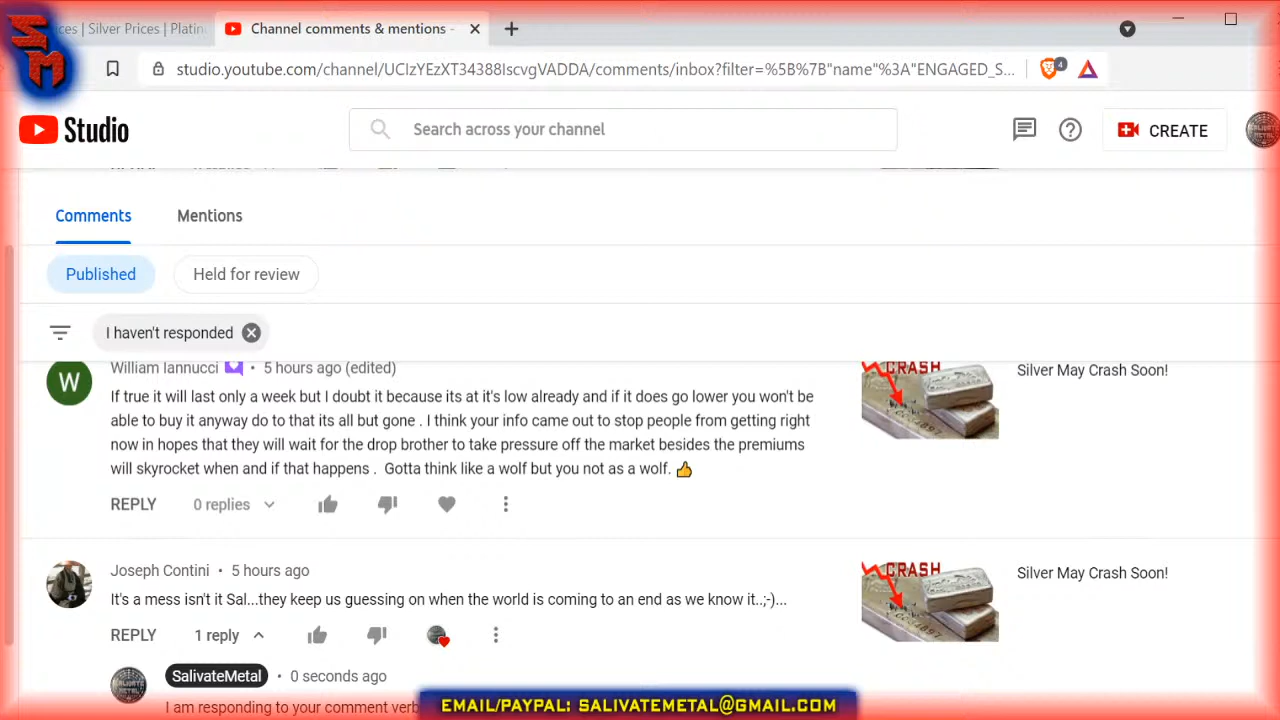 SM
ces | Silver Prices | Platin
Channel comments & mentions -
studio.youtube.com/channel/UCIzYEzXT34388IscvgVADDA/comments/inbox?filter=%5B%7B"name"%3A"ENGAGED_S...
4
Studio
Search across your channel
CREATE
Comments
Mentions
Published
Held for review
I haven't responded
William Iannucci • 5 hours ago (edited)
CRASH
Silver May Crash Soon!
If true it will last only a week but I doubt it because its at it's low already and if it does go lower you won't be
able to buy it anyway do to that its all but gone . I think your info came out to stop people from getting right
now in hopes that they will wait for the drop brother to take pressure off the market besides the premiums
will skyrocket when and if that happens .  Gotta think like a wolf but you not as a wolf. 👍
REPLY
0 replies
Joseph Contini • 5 hours ago
CRASH
Silver May Crash Soon!
It's a mess isn't it Sal...they keep us guessing on when the world is coming to an end as we know it..;-)...
REPLY
1 reply
SalivateMetal • 0 seconds ago
I am responding to your comment verb
EMAIL/PAYPAL: SALIVATEMETAL@GMAIL.COM